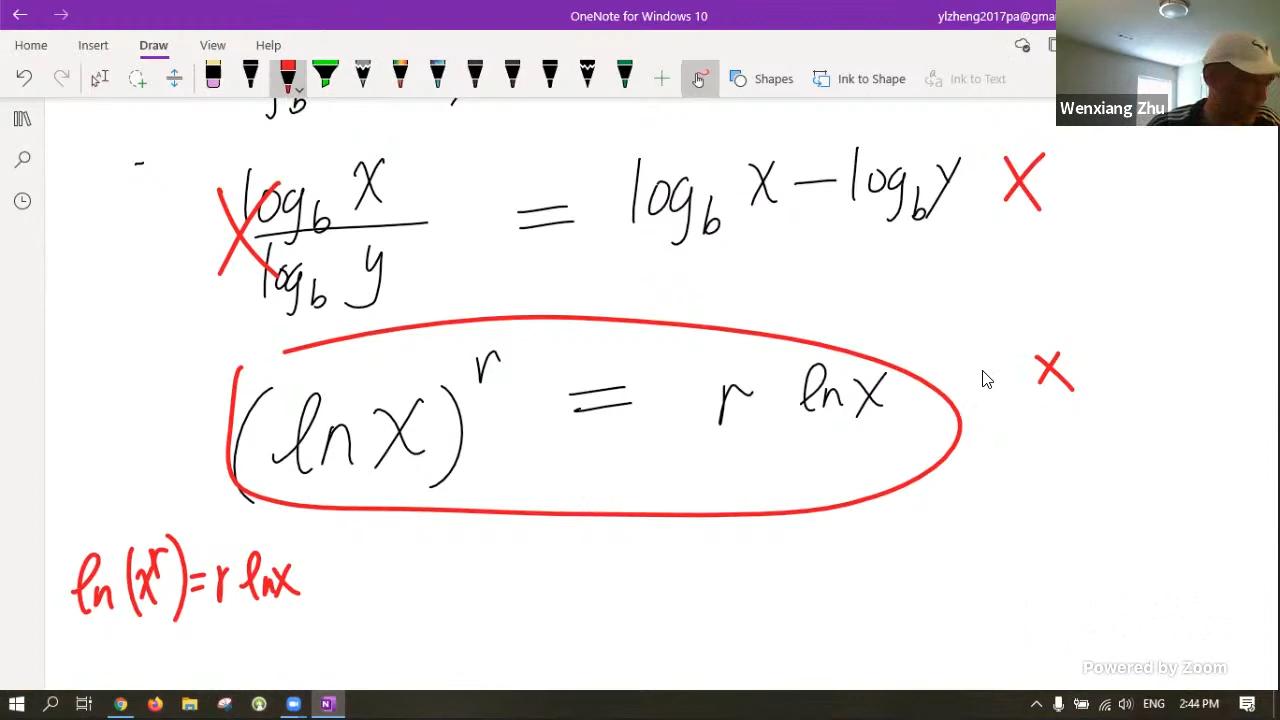 OneNote for Windows 10
ylzheng2017pa@gma
Home Insert Draw View Help
Shapes Ink to Shape Ink to Text
Wenxiang Zhu
log_b x / log_b y = log_b x − log_b y X
(ln x)^r = r ln x X
ln (x^r) = r ln x
Powered by Zoom
ENG 2:44 PM